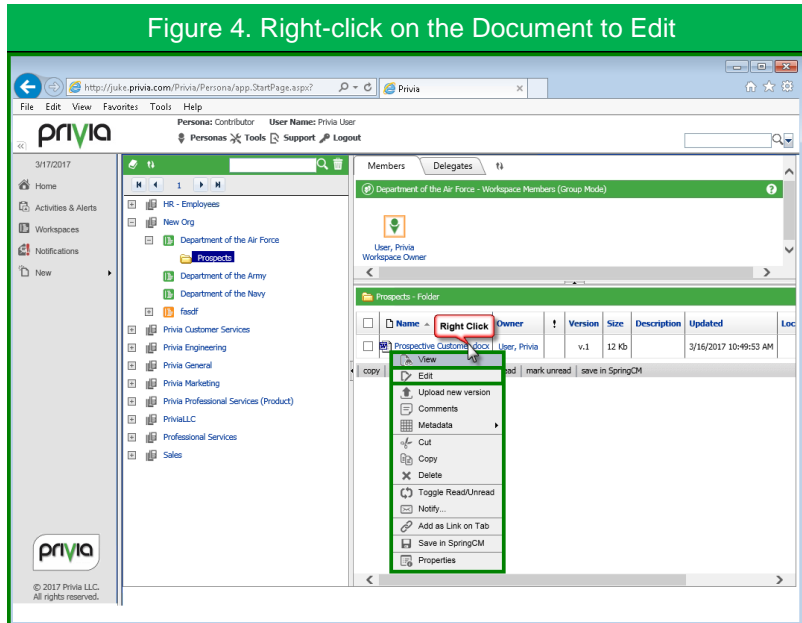 Figure 4. Right-click on the Document to Edit
http://juke.privia.com/Privia/Persona/app.StartPage.aspx?
Privia
File Edit View Favorites Tools Help
privia
Persona: Contributor User Name: Privia User
Personas Tools Support Logout
3/17/2017
Home
Activities & Alerts
Workspaces
Notifications
New
1
HR - Employees
New Org
Department of the Air Force
Prospects
Department of the Army
Department of the Navy
fasdf
Privia Customer Services
Privia Engineering
Privia General
Privia Marketing
Privia Professional Services (Product)
PriviaLLC
Professional Services
Sales
Members Delegates
Department of the Air Force - Workspace Members (Group Mode)
User, Privia
Workspace Owner
Prospects - Folder
Name Owner ! Version Size Description Updated Loc
Right Click
Prospective Customer.docx User, Privia v.1 12 Kb 3/16/2017 10:49:53 AM
copy ead mark unread save in SpringCM
View
Edit
Upload new version
Comments
Metadata
Cut
Copy
Delete
Toggle Read/Unread
Notify...
Add as Link on Tab
Save in SpringCM
Properties
privia
© 2017 Privia LLC.
All rights reserved.